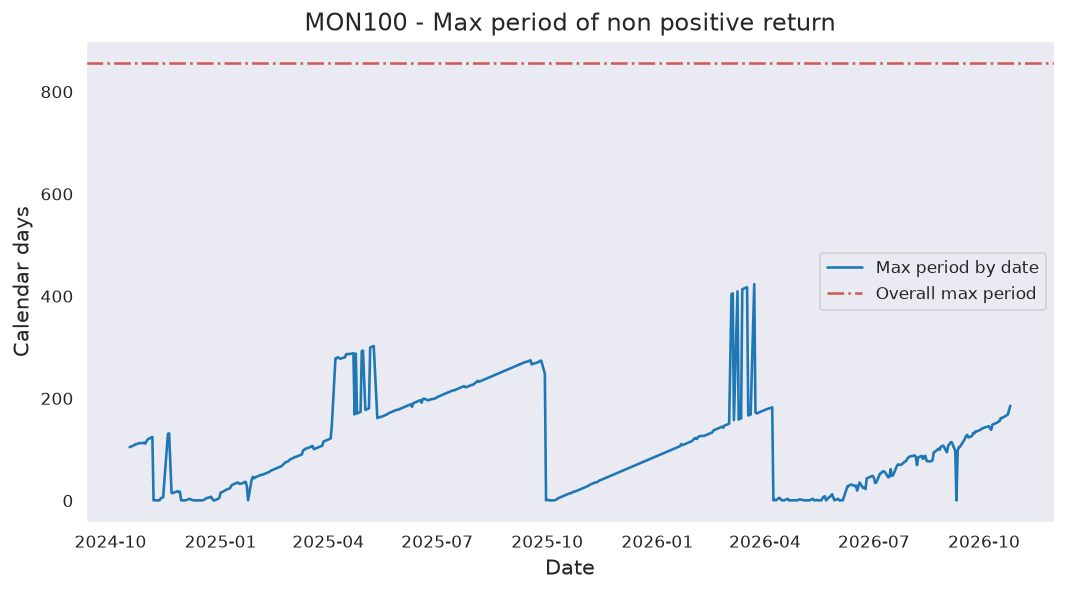 MON100 - Max period of non positive return
Calendar days
800
600
400
200
0
Max period by date
Overall max period
2024-10
2025-01
2025-04
2025-07
2025-10
2026-01
2026-04
2026-07
2026-10
Date